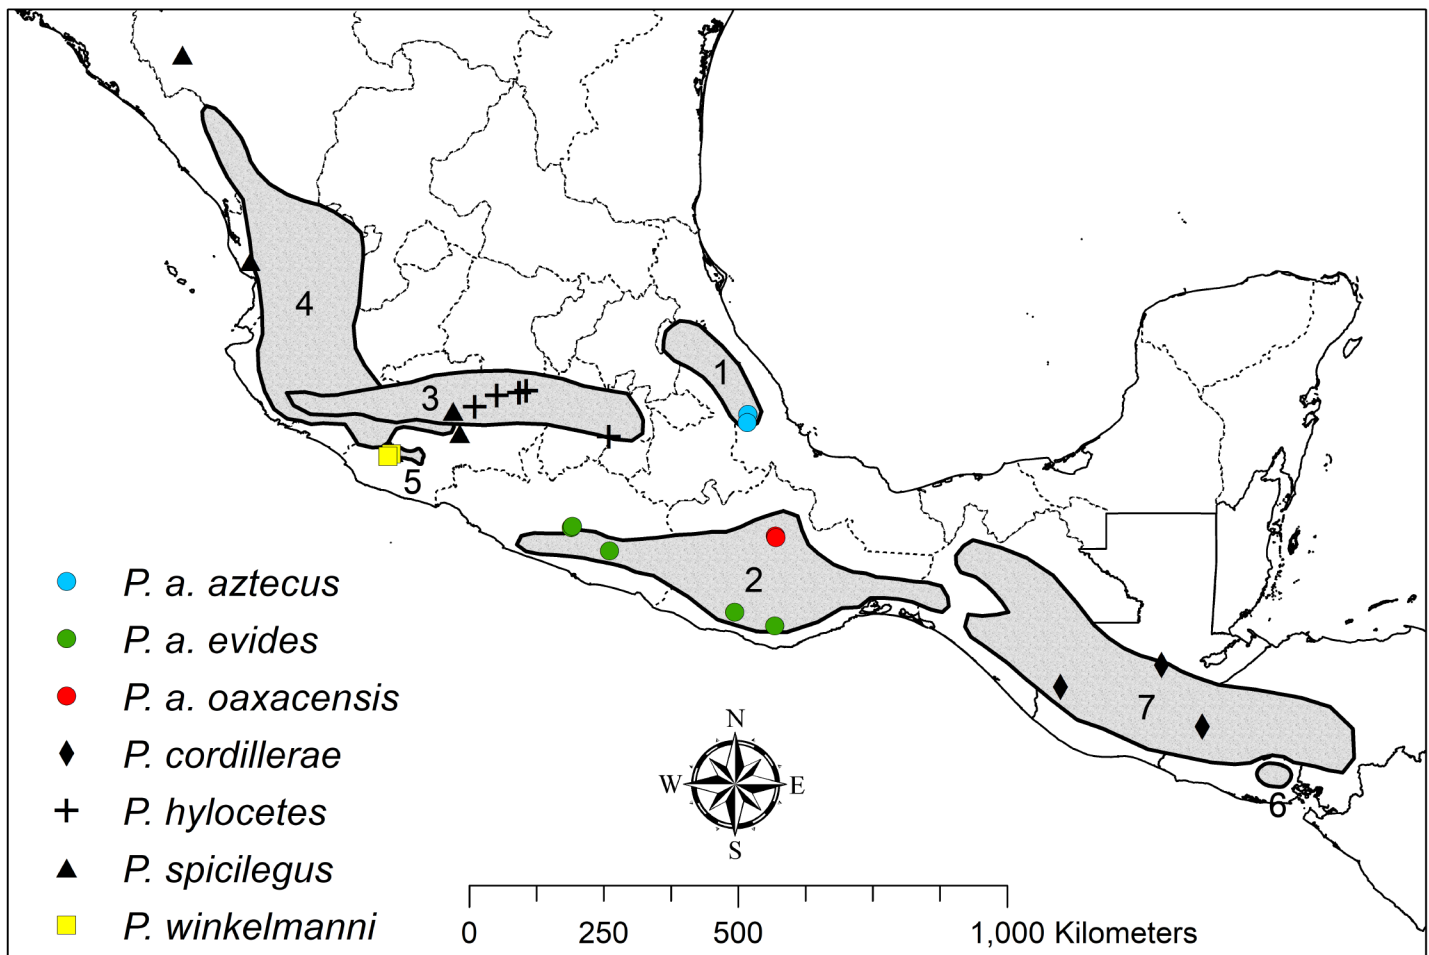 4
1
3
5
2
7
6
P. a. aztecus
P. a. evides
P. a. oaxacensis
P. cordillerae
P. hylocetes
P. spicilegus
P. winkelmanni
N
W E
S
0 250 500 1,000 Kilometers